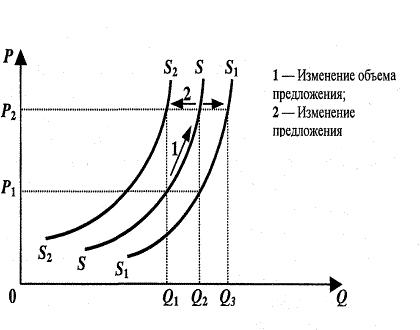 P
S₂ S S₁
2
1 — Изменение объема
предложения;
2 — Изменение
предложения
P₂
1
P₁
S₂ S S₁
0 Q₁ Q₂ Q₃ Q